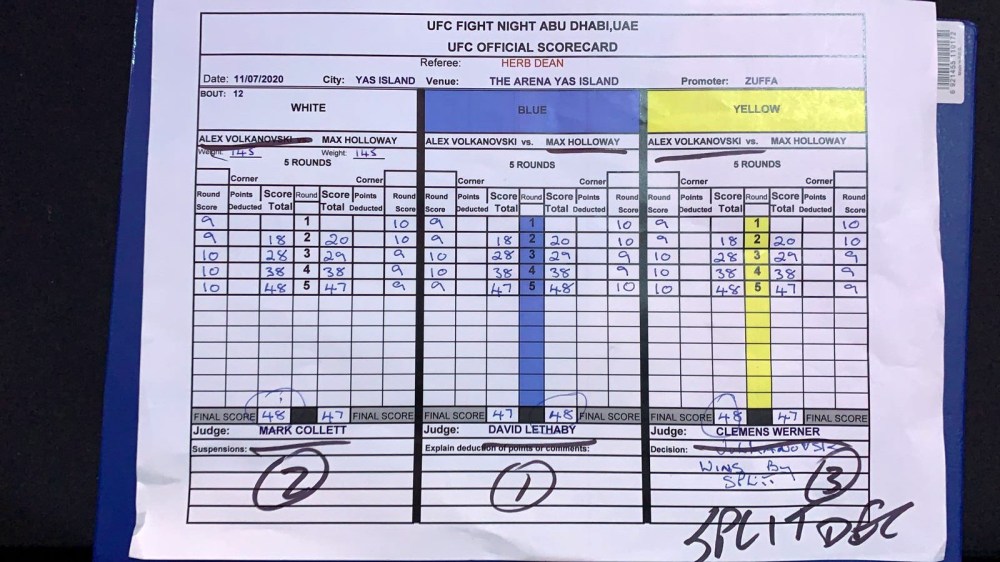 UFC FIGHT NIGHT ABU DHABI,UAE
UFC OFFICIAL SCORECARD
Referee: HERB DEAN
Date: 11/07/2020 City: YAS ISLAND Venue: THE ARENA YAS ISLAND Promoter: ZUFFA
BOUT: 12
WHITE BLUE YELLOW
ALEX VOLKANOVSKI MAX HOLLOWAY ALEX VOLKANOVSKI vs. MAX HOLLOWAY ALEX VOLKANOVSKI vs. MAX HOLLOWAY
Weight: 145 Weight: 145
5 ROUNDS 5 ROUNDS 5 ROUNDS
Corner Corner Corner Corner Corner Corner
Round Points Score Round Score Points Round Round Points Score Round Score Points Round Round Points Score Round Score Points Round
Score Deducted Total Total Deducted Score Score Deducted Total Total Deducted Score Score Deducted Total Total Deducted Score
9 1 10 9 1 10 9 1 10
9 18 2 20 10 9 18 2 20 10 9 18 2 20 10
10 28 3 29 9 10 28 3 29 9 10 28 3 29 9
10 38 4 38 9 10 38 4 38 9 10 38 4 38 9
10 48 5 47 9 9 47 5 48 10 10 48 5 47 9
FINAL SCORE 48 47 FINAL SCORE FINAL SCORE 47 48 FINAL SCORE FINAL SCORE 48 47 FINAL SCORE
Judge: MARK COLLETT Judge: DAVID LETHABY Judge: CLEMENS WERNER
Suspensions: Explain deduction of points or comments: Decision: VOLKANOVSKI
WINS By
SPLIT
2 1 3
SPLIT DEC